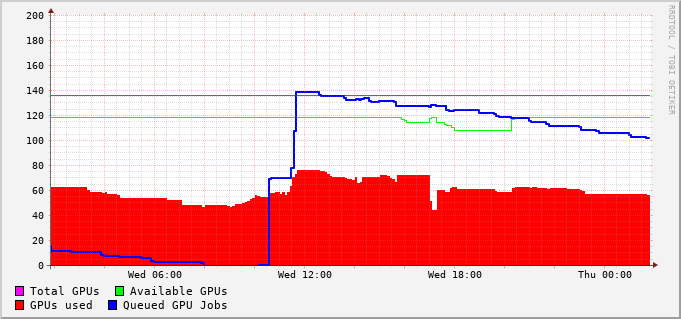 200
180
160
140
120
100
80
60
40
20
0
Wed 06:00 Wed 12:00 Wed 18:00 Thu 00:00
Total GPUs Available GPUs
GPUs used Queued GPU Jobs
RRDTOOL / TOBI OETIKER